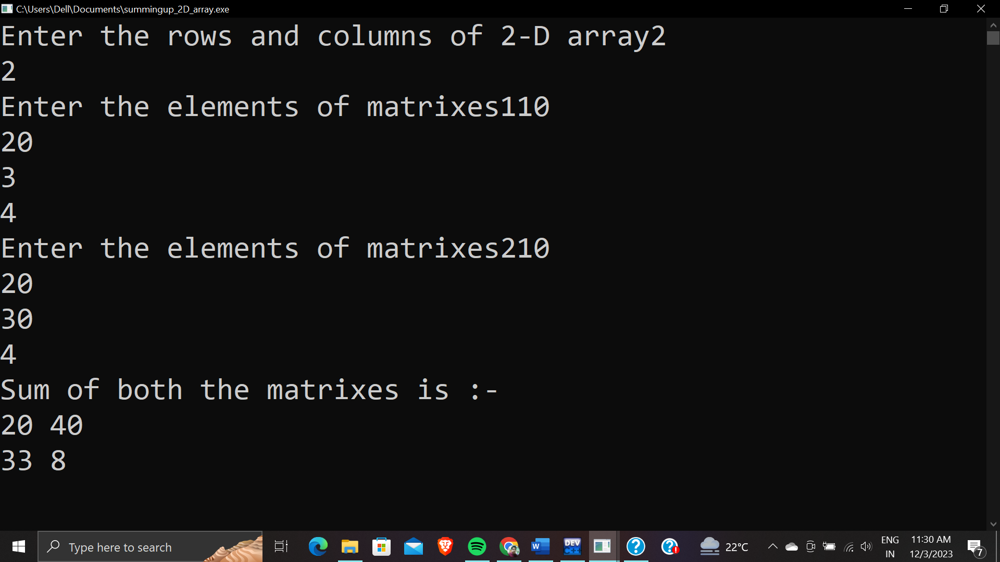 C:\Users\Dell\Documents\summingup_2D_array.exe
Enter the rows and columns of 2-D array2
2
Enter the elements of matrixes110
20
3
4
Enter the elements of matrixes210
20
30
4
Sum of both the matrixes is :-
20 40
33 8
Type here to search
W
DEV
C++
?
?
!
22°C
ENG
IN
11:30 AM
12/3/2023
7